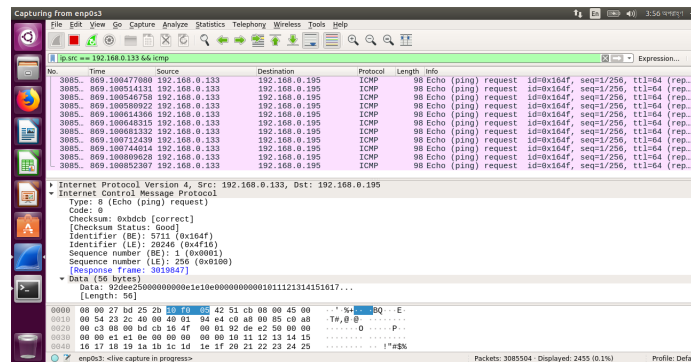 Capturing from enp0s3
En
3:56 অপরাহ্ণ
File Edit View Go Capture Analyze Statistics Telephony Wireless Tools Help
ip.src == 192.168.0.133 && icmp
Expression...
No. Time Source Destination Protocol Length Info
3085… 869.100477080 192.168.0.133 192.168.0.195 ICMP 98 Echo (ping) request id=0x164f, seq=1/256, ttl=64 (rep…
3085… 869.100514131 192.168.0.133 192.168.0.195 ICMP 98 Echo (ping) request id=0x164f, seq=1/256, ttl=64 (rep…
3085… 869.100546758 192.168.0.133 192.168.0.195 ICMP 98 Echo (ping) request id=0x164f, seq=1/256, ttl=64 (rep…
3085… 869.100580922 192.168.0.133 192.168.0.195 ICMP 98 Echo (ping) request id=0x164f, seq=1/256, ttl=64 (rep…
3085… 869.100614366 192.168.0.133 192.168.0.195 ICMP 98 Echo (ping) request id=0x164f, seq=1/256, ttl=64 (rep…
3085… 869.100648315 192.168.0.133 192.168.0.195 ICMP 98 Echo (ping) request id=0x164f, seq=1/256, ttl=64 (rep…
3085… 869.100681332 192.168.0.133 192.168.0.195 ICMP 98 Echo (ping) request id=0x164f, seq=1/256, ttl=64 (rep…
3085… 869.100712439 192.168.0.133 192.168.0.195 ICMP 98 Echo (ping) request id=0x164f, seq=1/256, ttl=64 (rep…
3085… 869.100744014 192.168.0.133 192.168.0.195 ICMP 98 Echo (ping) request id=0x164f, seq=1/256, ttl=64 (rep…
3085… 869.100809628 192.168.0.133 192.168.0.195 ICMP 98 Echo (ping) request id=0x164f, seq=1/256, ttl=64 (rep…
3085… 869.100852307 192.168.0.133 192.168.0.195 ICMP 98 Echo (ping) request id=0x164f, seq=1/256, ttl=64 (rep…
Internet Protocol Version 4, Src: 192.168.0.133, Dst: 192.168.0.195
Internet Control Message Protocol
Type: 8 (Echo (ping) request)
Code: 0
Checksum: 0xbdcb [correct]
[Checksum Status: Good]
Identifier (BE): 5711 (0x164f)
Identifier (LE): 20246 (0x4f16)
Sequence number (BE): 1 (0x0001)
Sequence number (LE): 256 (0x0100)
[Response frame: 3019847]
Data (56 bytes)
Data: 92dee25000000000e1e10e0000000000101112131415161​7…
[Length: 56]
0000 08 00 27 bd 25 2b 10 f0 05 42 51 cb 08 00 45 00 ··'·%+·· ·BQ···E·
0010 00 54 23 2c 40 00 40 01 94 e4 c0 a8 00 85 c0 a8 ·T#,@·@· ········
0020 00 c3 08 00 bd cb 16 4f 00 01 92 de e2 50 00 00 ·······O ·····P··
0030 00 00 e1 e1 0e 00 00 00 00 00 10 11 12 13 14 15 ········ ········
0040 16 17 18 19 1a 1b 1c 1d 1e 1f 20 21 22 23 24 25 ········ ·· !"#$%
enp0s3: <live capture in progress>
Packets: 3085504 · Displayed: 2455 (0.1%)
Profile: Defa